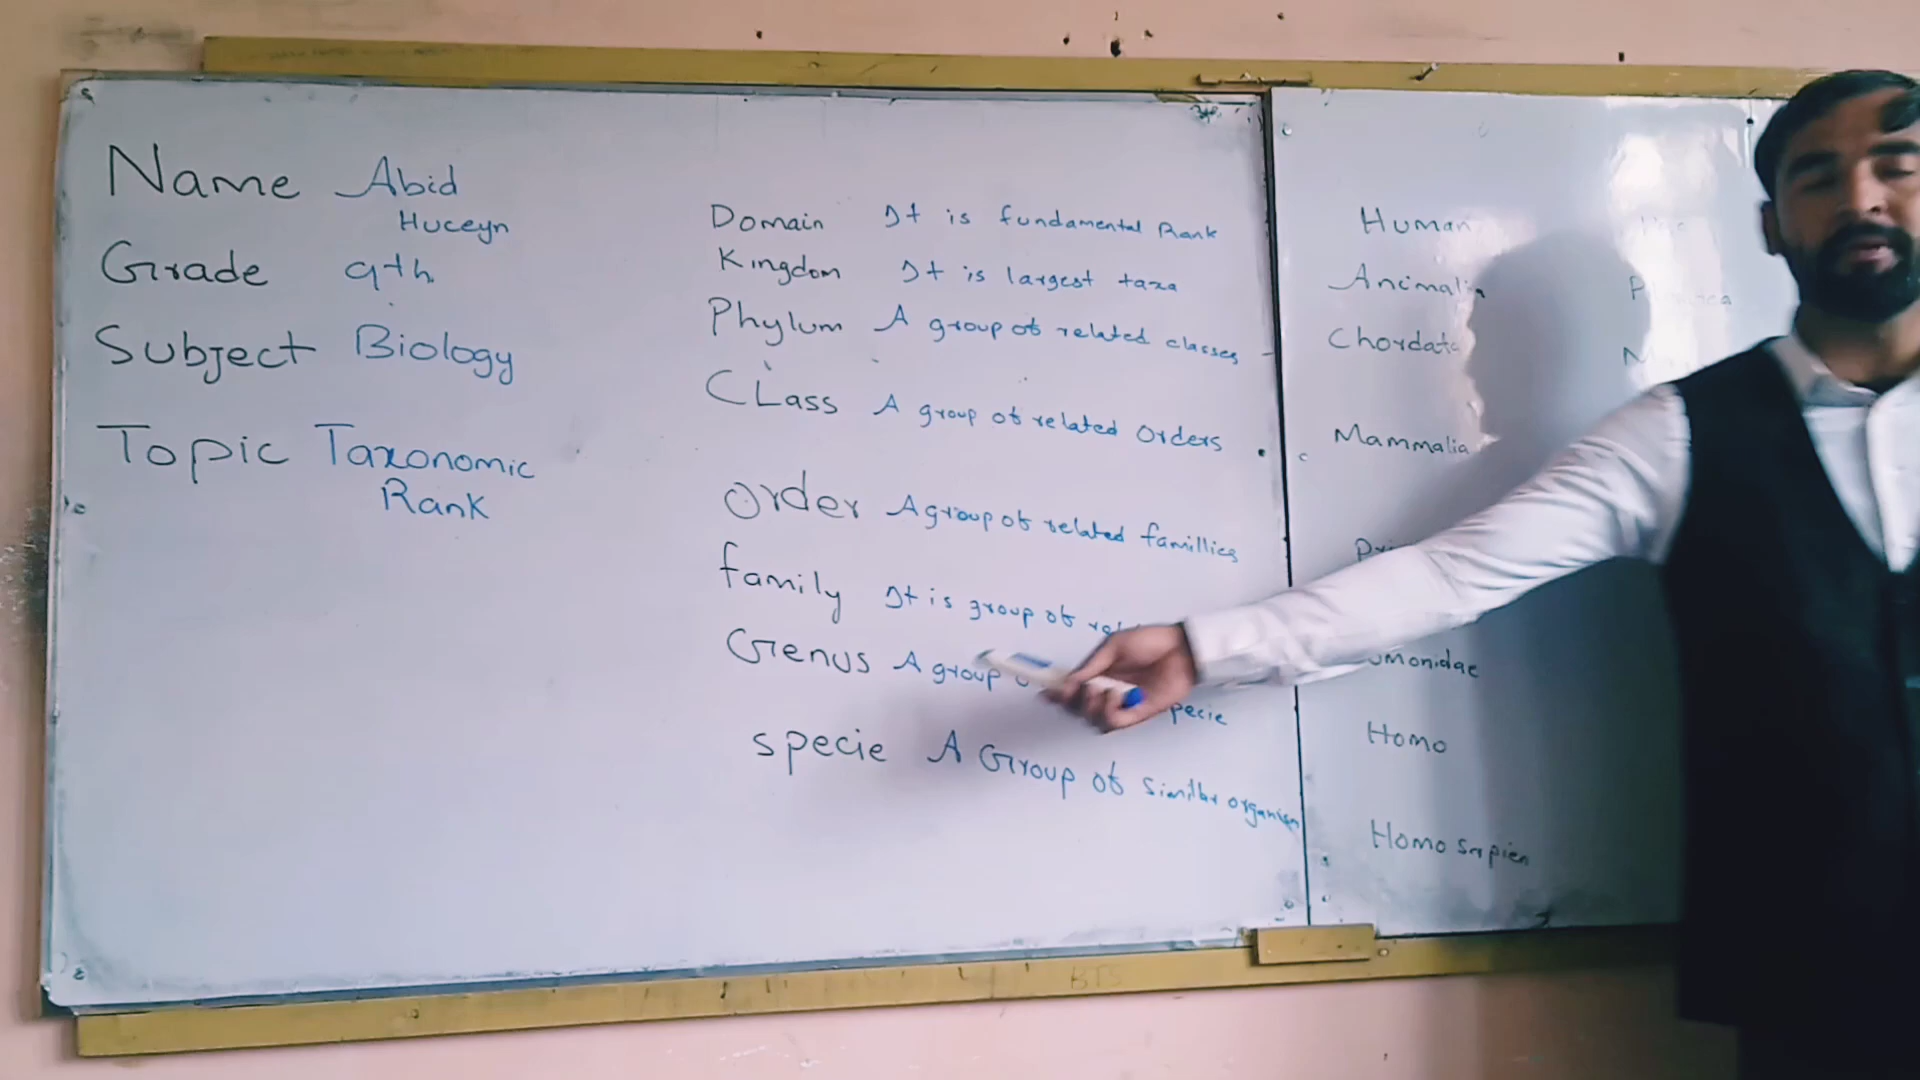 Name Abid
Huceyn
Grade 9th
Subject Biology
Topic Taxonomic
Rank
Domain It is fundamental Rank
Kingdom It is largest taxa
Phylum A group of related classes
CLass A group of related Orders
Order A group of related famillies
family It is group of
Genus A group
specie
specie A Group of Similar organism
Human
Animalia
Chordata
Mammalia
Homo
Homo Sapien
BTS